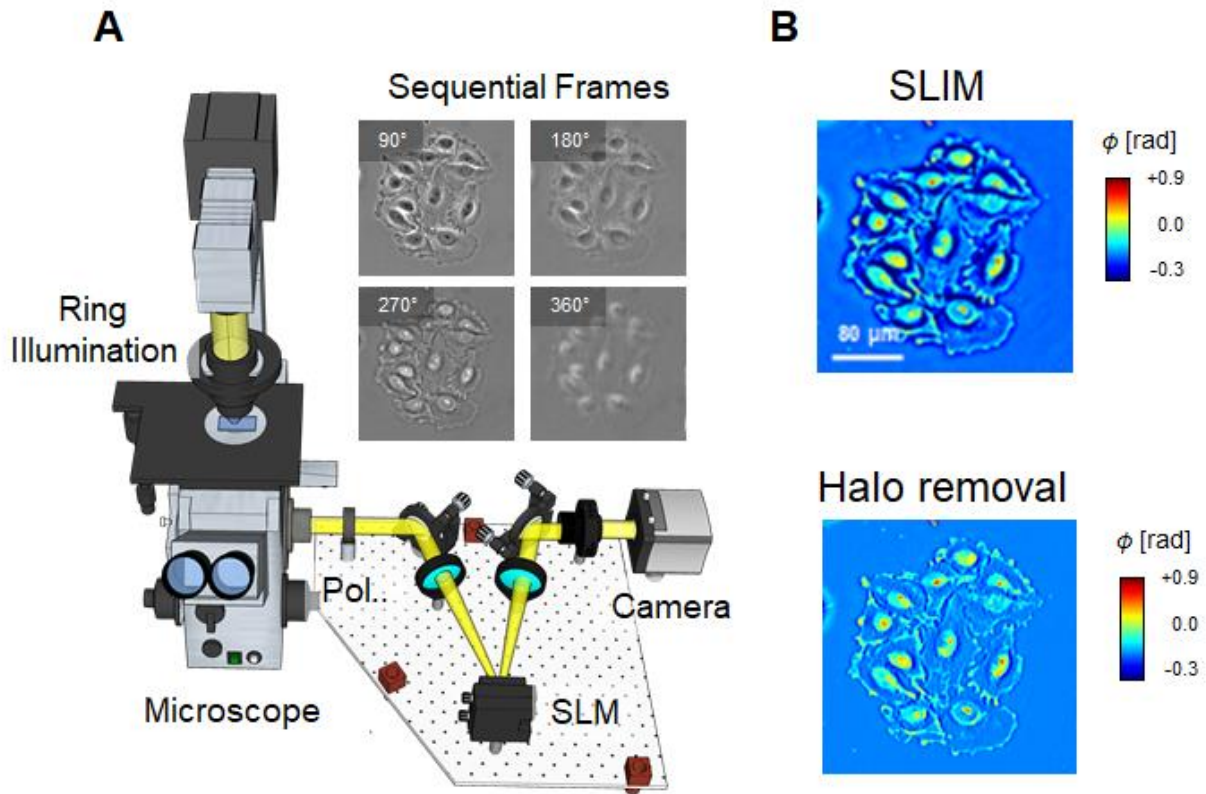 A
B
Sequential Frames
90°
180°
270°
360°
Ring
Illumination
Pol..
Camera
Microscope
SLM
SLIM
ϕ [rad]
+0.9
0.0
-0.3
80 µm
Halo removal
ϕ [rad]
+0.9
0.0
-0.3